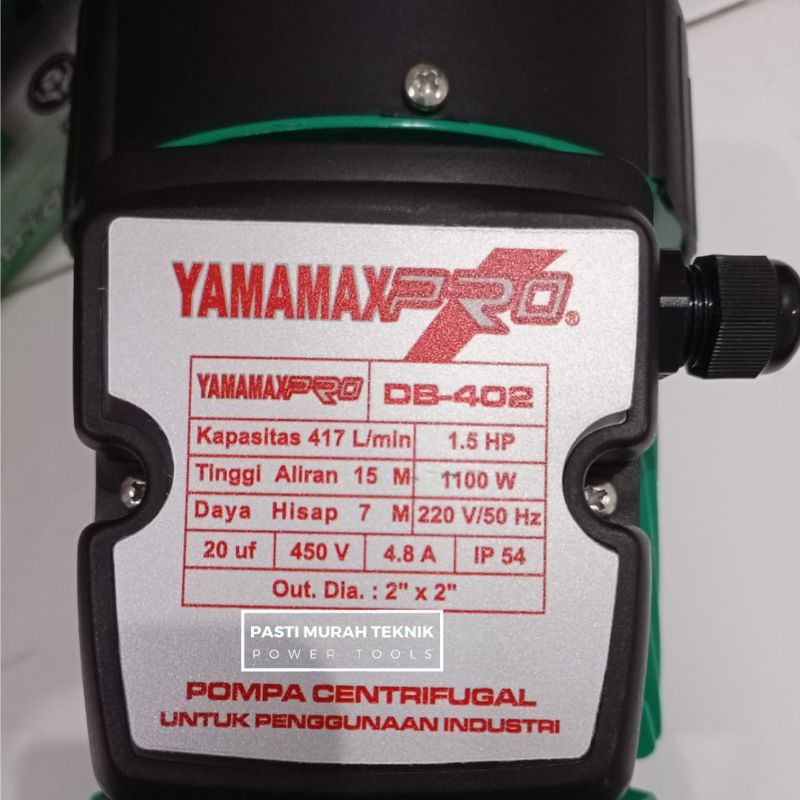 YAMAMAXPRO®
YAMAMAXPRO DB-402
Kapasitas 417 L/min 1.5 HP
Tinggi Aliran 15 M 1100 W
Daya Hisap 7 M 220 V/50 Hz
20 uf 450 V 4.8 A IP 54
Out. Dia. : 2" x 2"
PASTI MURAH TEKNIK
POWER TOOLS
POMPA CENTRIFUGAL
UNTUK PENGGUNAAN INDUSTRI